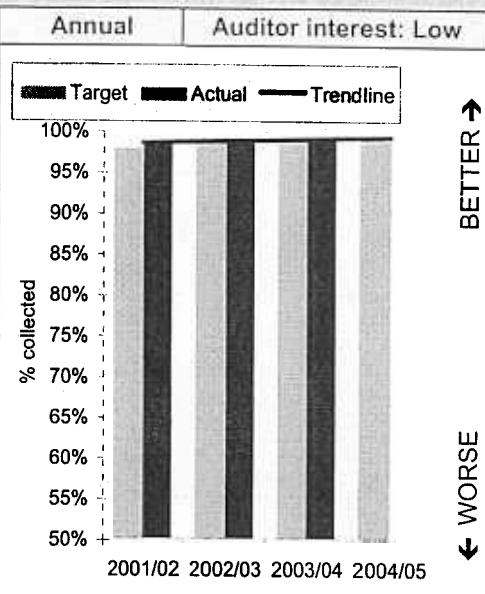 Annual Auditor interest: Low
Target Actual Trendline
100%
95%
90%
85%
80%
75%
70%
65%
60%
55%
50%
% collected
2001/02 2002/03 2003/04 2004/05
BETTER →
← WORSE